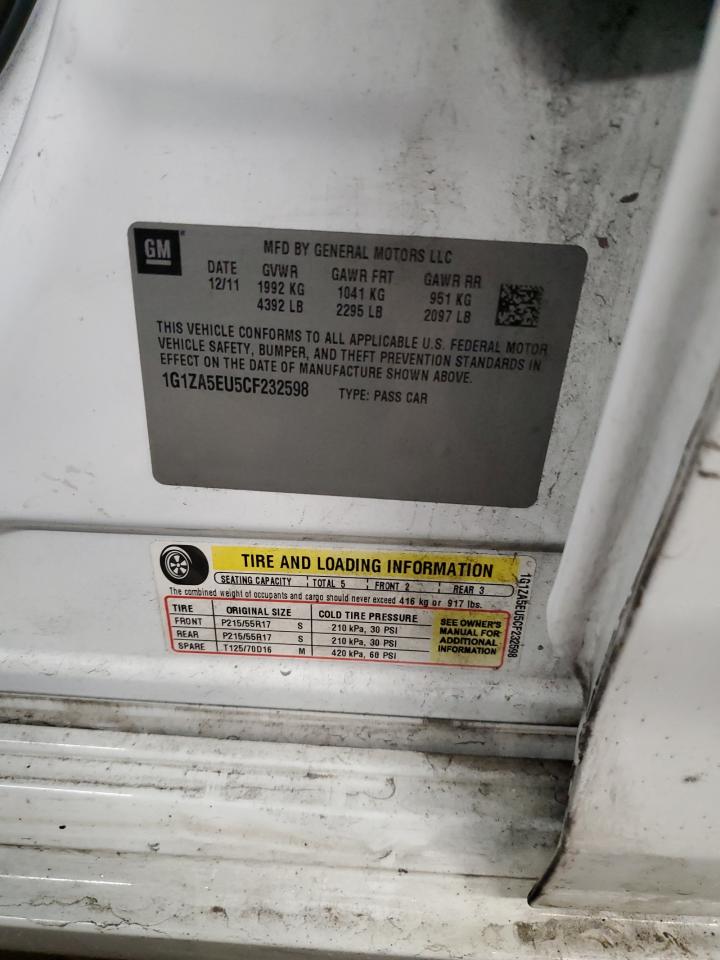 GM
MFD BY GENERAL MOTORS LLC
DATE GVWR GAWR FRT GAWR RR
12/11 1992 KG 1041 KG 951 KG
4392 LB 2295 LB 2097 LB
THIS VEHICLE CONFORMS TO ALL APPLICABLE U.S. FEDERAL MOTOR
VEHICLE SAFETY, BUMPER, AND THEFT PREVENTION STANDARDS IN
EFFECT ON THE DATE OF MANUFACTURE SHOWN ABOVE.
1G1ZA5EU5CF232598 TYPE: PASS CAR
TIRE AND LOADING INFORMATION
SEATING CAPACITY TOTAL 5 FRONT 2 REAR 3
The combined weight of occupants and cargo should never exceed 416 kg or 917 lbs.
TIRE ORIGINAL SIZE COLD TIRE PRESSURE
FRONT P215/55R17 S 210 kPa, 30 PSI
REAR P215/55R17 S 210 kPa, 30 PSI
SPARE T125/70D16 M 420 kPa, 60 PSI
SEE OWNER'S
MANUAL FOR
ADDITIONAL
INFORMATION
1G1ZA5EU5CF232598